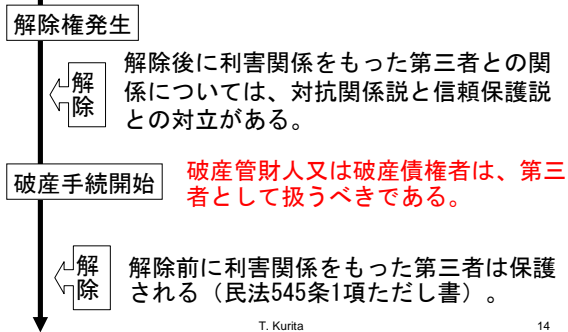 解除権発生
解
除
解除後に利害関係をもった第三者との関
係については、対抗関係説と信頼保護説
との対立がある。
破産手続開始
破産管財人又は破産債権者は、第三
者として扱うべきである。
解
除
解除前に利害関係をもった第三者は保護
される（民法545条1項ただし書）。
T. Kurita
14